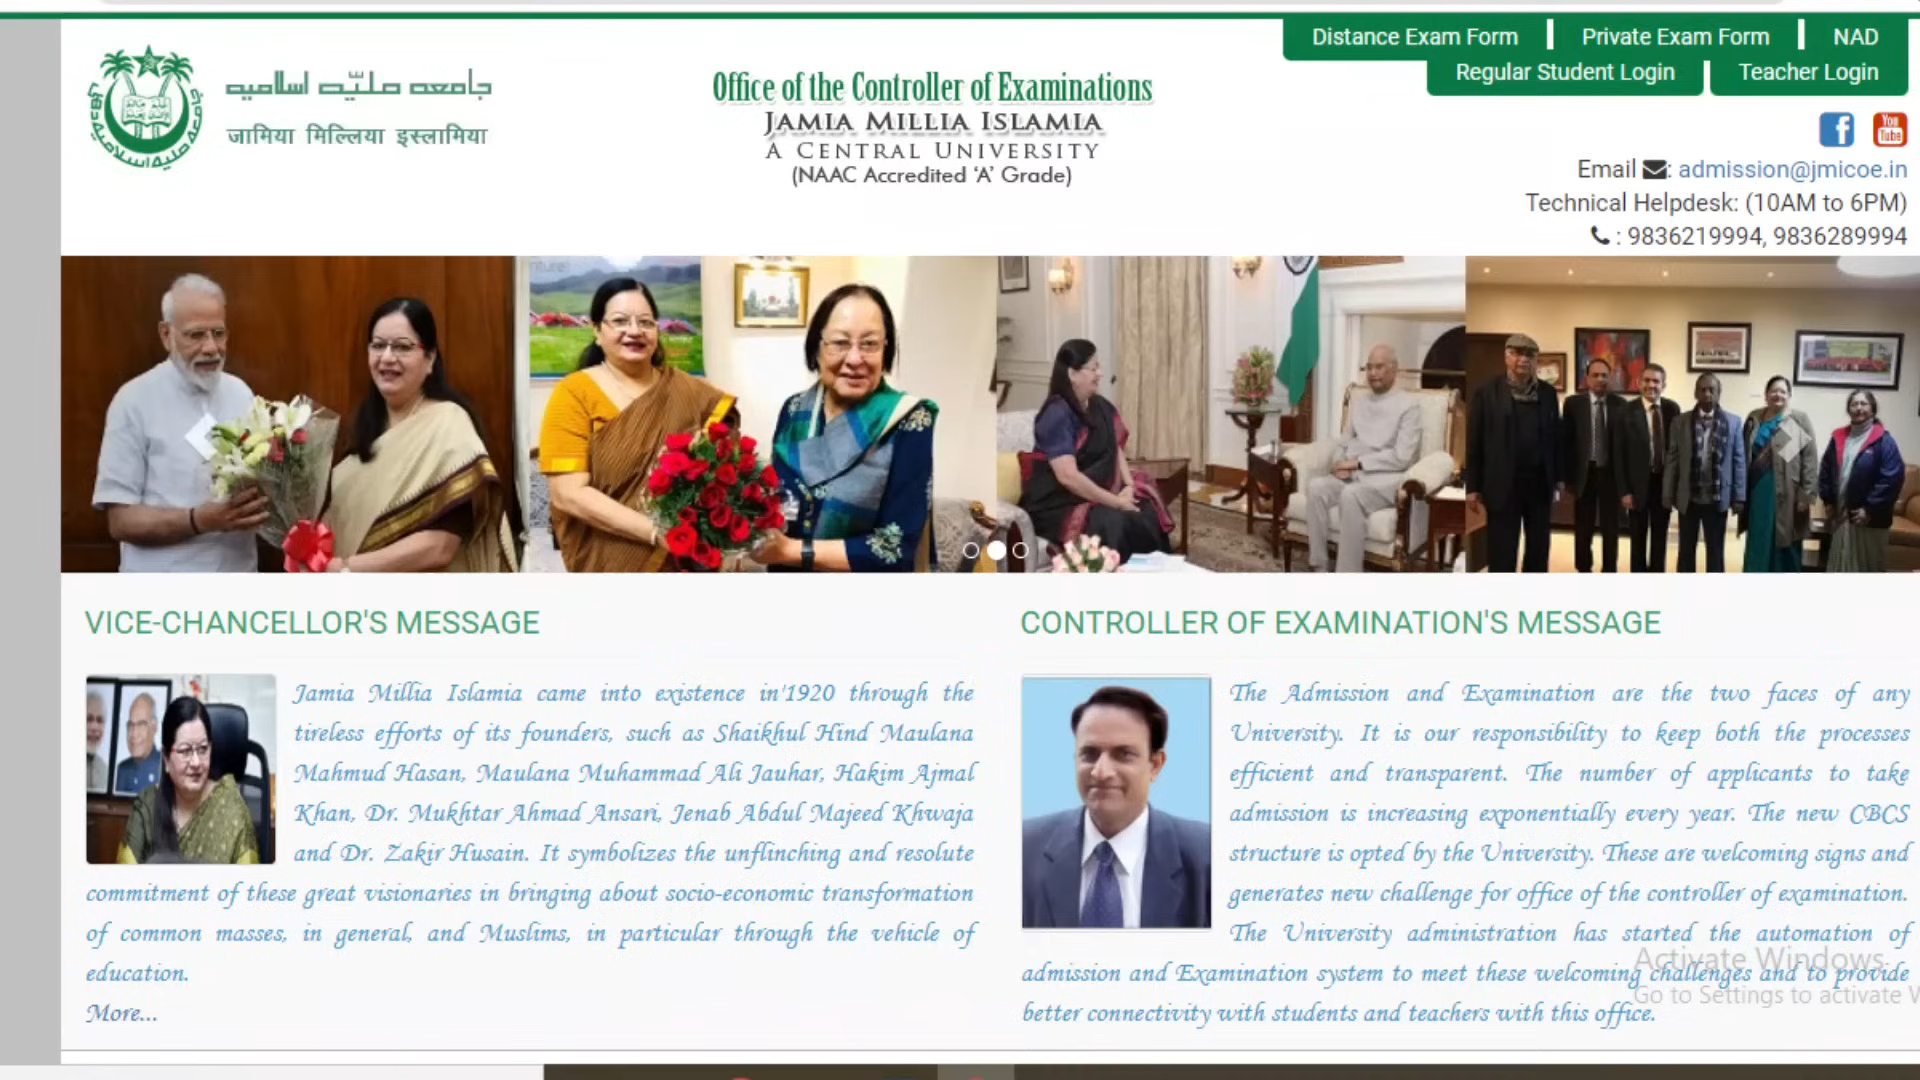 Distance Exam Form
Private Exam Form
NAD
Regular Student Login
Teacher Login
جامعہ ملیّہ اسلامیہ
जामिया मिल्लिया इस्लामिया
Office of the Controller of Examinations
JAMIA MILLIA ISLAMIA
A CENTRAL UNIVERSITY
(NAAC Accredited ‘A’ Grade)
You
Tube
Email : admission@jmicoe.in
Technical Helpdesk: (10AM to 6PM)
: 9836219994, 9836289994
VICE-CHANCELLOR'S MESSAGE
Jamia Millia Islamia came into existence in'1920 through the
tireless efforts of its founders, such as Shaikhul Hind Maulana
Mahmud Hasan, Maulana Muhammad Ali Jauhar, Hakim Ajmal
Khan, Dr. Mukhtar Ahmad Ansari, Jenab Abdul Majeed Khwaja
and Dr. Zakir Husain. It symbolizes the unflinching and resolute
commitment of these great visionaries in bringing about socio-economic transformation
of common masses, in general, and Muslims, in particular through the vehicle of
education.
More...
CONTROLLER OF EXAMINATION'S MESSAGE
The Admission and Examination are the two faces of any
University. It is our responsibility to keep both the processes
efficient and transparent. The number of applicants to take
admission is increasing exponentially every year. The new CBCS
structure is opted by the University. These are welcoming signs and
generates new challenge for office of the controller of examination.
The University administration has started the automation of
admission and Examination system to meet these welcoming challenges and to provide
better connectivity with students and teachers with this office.
Activate Windows
Go to Settings to activate W